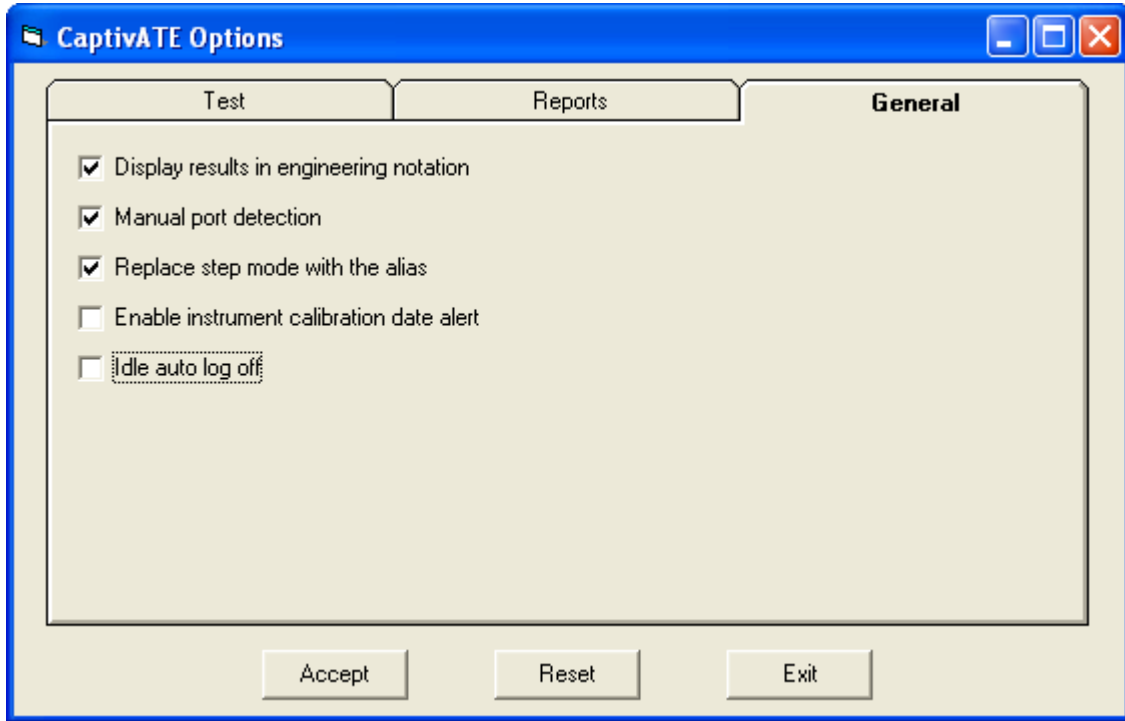 CaptivATE Options
Test Reports General
Display results in engineering notation
Manual port detection
Replace step mode with the alias
Enable instrument calibration date alert
Idle auto log off
Accept Reset Exit